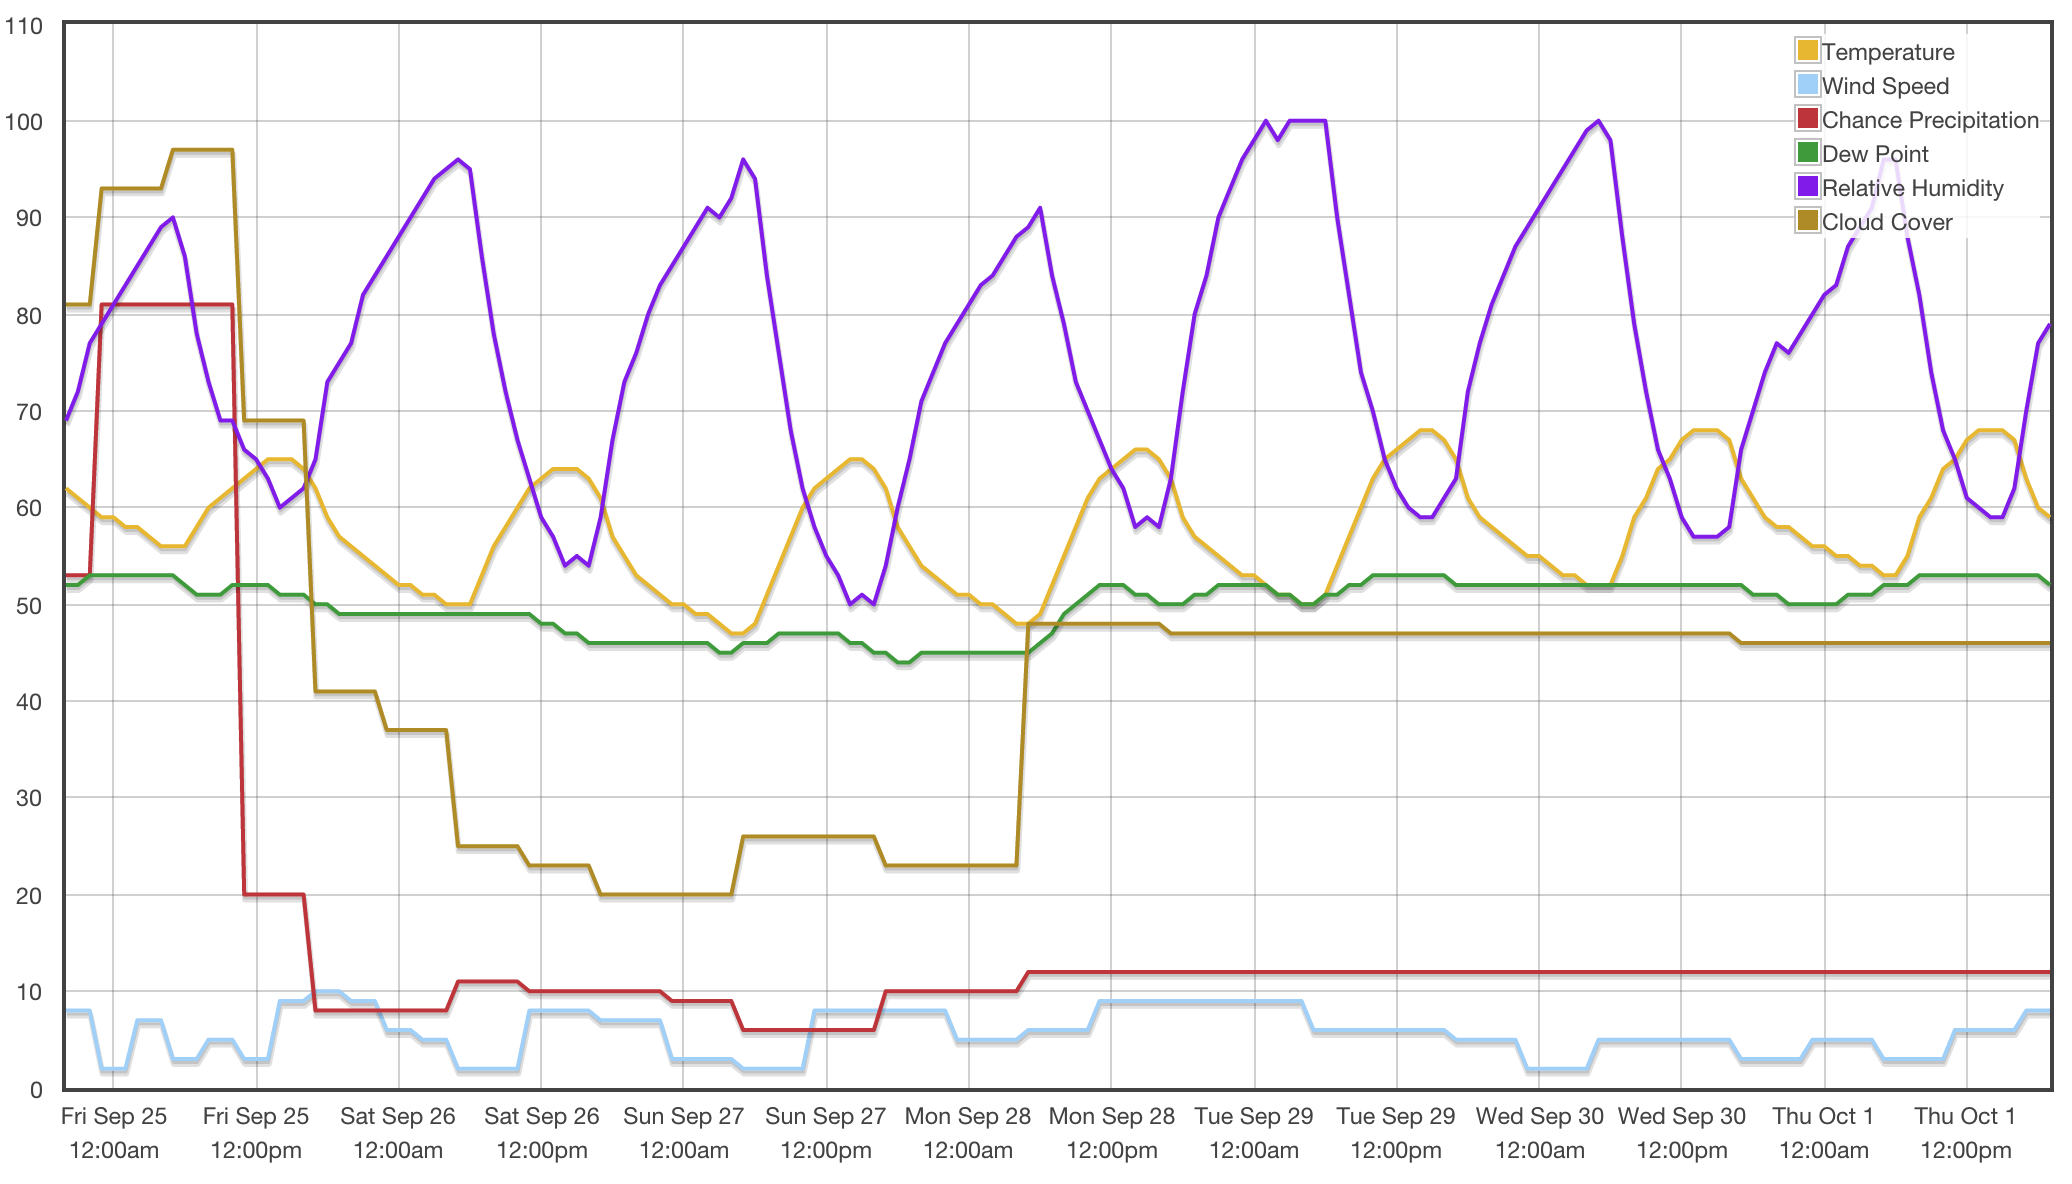 110
100
90
80
70
60
50
40
30
20
10
0
Temperature
Wind Speed
Chance Precipitation
Dew Point
Relative Humidity
Cloud Cover
Fri Sep 25 Fri Sep 25 Sat Sep 26 Sat Sep 26 Sun Sep 27 Sun Sep 27 Mon Sep 28 Mon Sep 28 Tue Sep 29 Tue Sep 29 Wed Sep 30 Wed Sep 30 Thu Oct 1 Thu Oct 1
12:00am 12:00pm 12:00am 12:00pm 12:00am 12:00pm 12:00am 12:00pm 12:00am 12:00pm 12:00am 12:00pm 12:00am 12:00pm